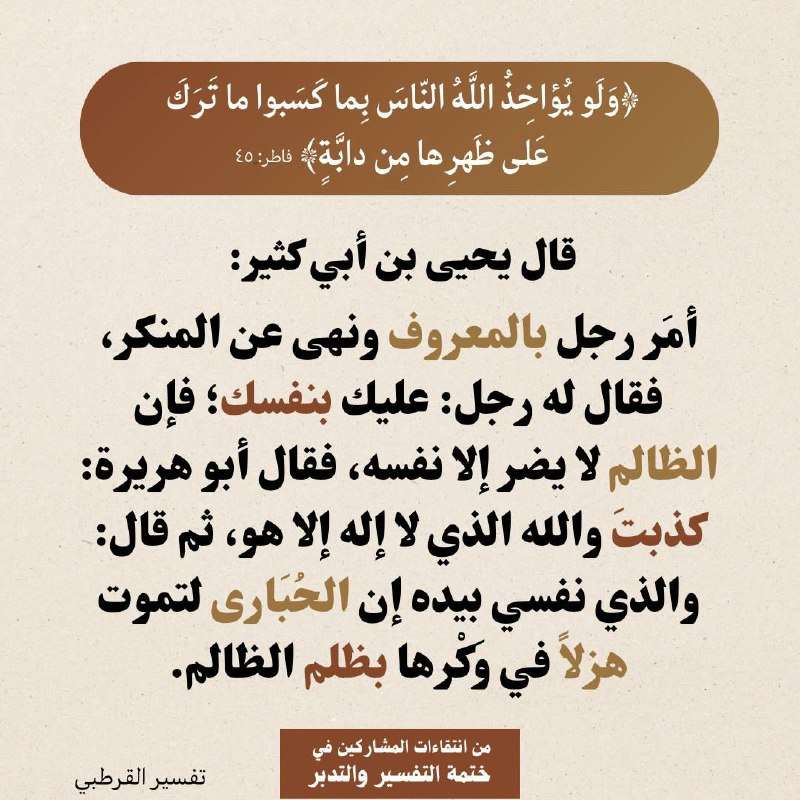 ﴿وَلَو يُؤاخِذُ اللَّهُ النّاسَ بِما كَسَبوا ما تَرَكَ
عَلى ظَهرِها مِن دابَّةٍ﴾ فاطر: ٤٥
قال يحيى بن أبي كثير:
أمَر رجل بالمعروف ونهى عن المنكر،
فقال له رجل: عليك بنفسك؛ فإن
الظالم لا يضر إلا نفسه، فقال أبو هريرة:
كذبتَ والله الذي لا إله إلا هو، ثم قال:
والذي نفسي بيده إن الحُبَارى لتموت
هزلاً في وَكْرها بظلم الظالم.
من انتقاءات المشاركين في
ختمة التفسير والتدبر
تفسير القرطبي